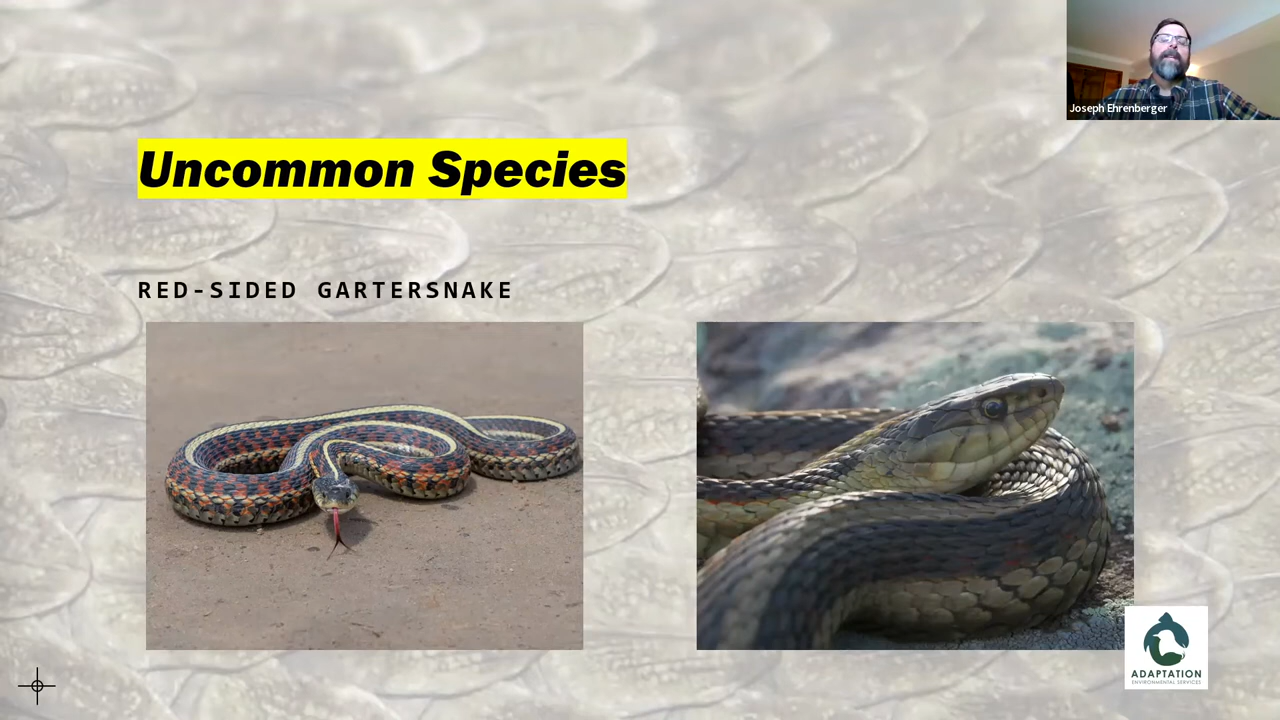 Joseph Ehrenberger
Uncommon Species
RED-SIDED GARTERSNAKE
ADAPTATION
ENVIRONMENTAL SERVICES